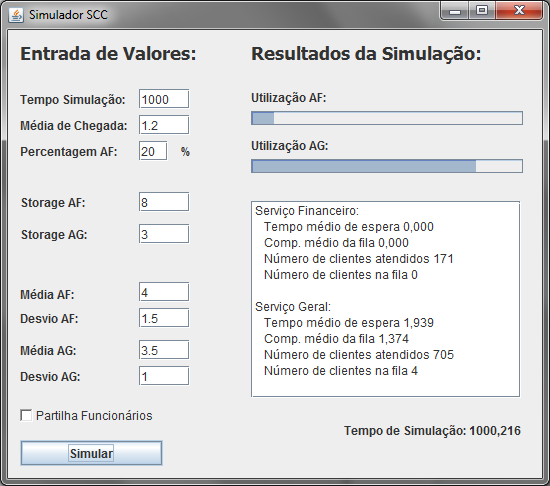 Simulador SCC
Entrada de Valores:
Tempo Simulação: 1000
Média de Chegada: 1.2
Percentagem AF: 20 %
Storage AF: 8
Storage AG: 3
Média AF: 4
Desvio AF: 1.5
Média AG: 3.5
Desvio AG: 1
Partilha Funcionários
Simular
Resultados da Simulação:
Utilização AF:
Utilização AG:
Serviço Financeiro:
Tempo médio de espera 0,000
Comp. médio da fila 0,000
Número de clientes atendidos 171
Número de clientes na fila 0
Serviço Geral:
Tempo médio de espera 1,939
Comp. médio da fila 1,374
Número de clientes atendidos 705
Número de clientes na fila 4
Tempo de Simulação: 1000,216